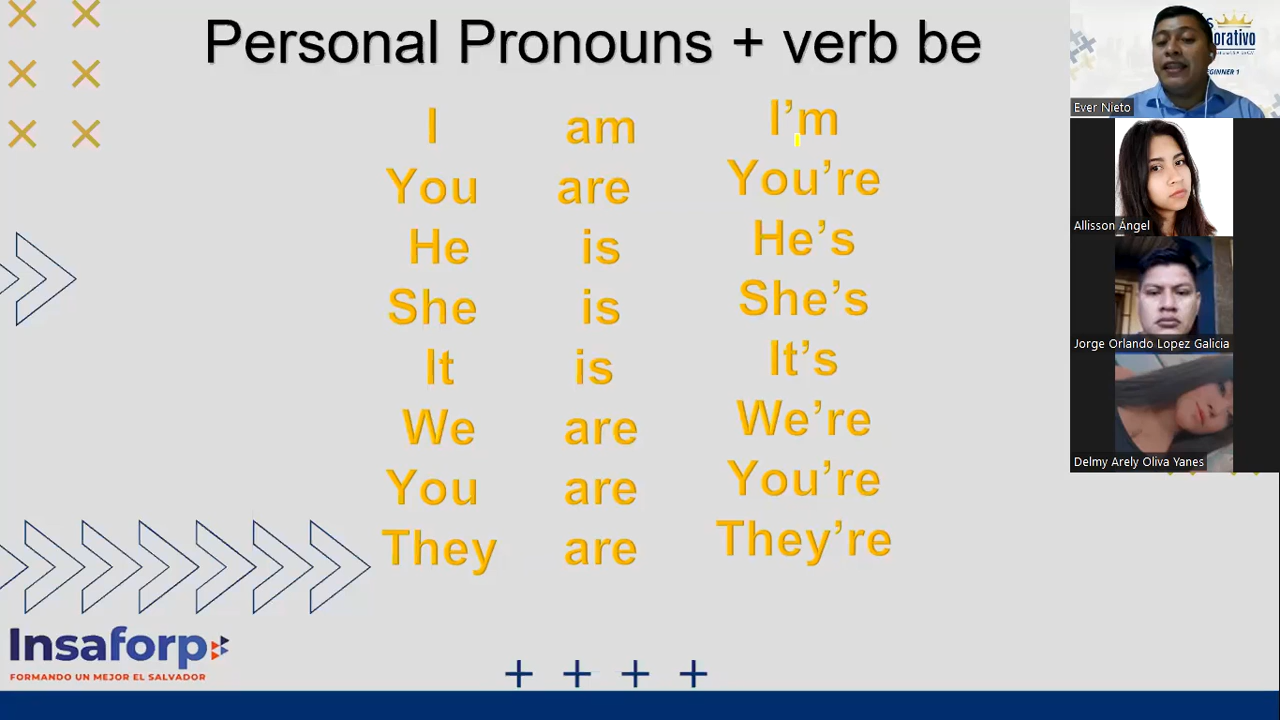 Personal Pronouns + verb be
I am I’m
You are You’re
He is He’s
She is She’s
It is It’s
We are We’re
You are You’re
They are They’re
Insaforp
FORMANDO UN MEJOR EL SALVADOR
Ever Nieto
Allisson Ángel
Jorge Orlando Lopez Galicia
Delmy Arely Oliva Yanes